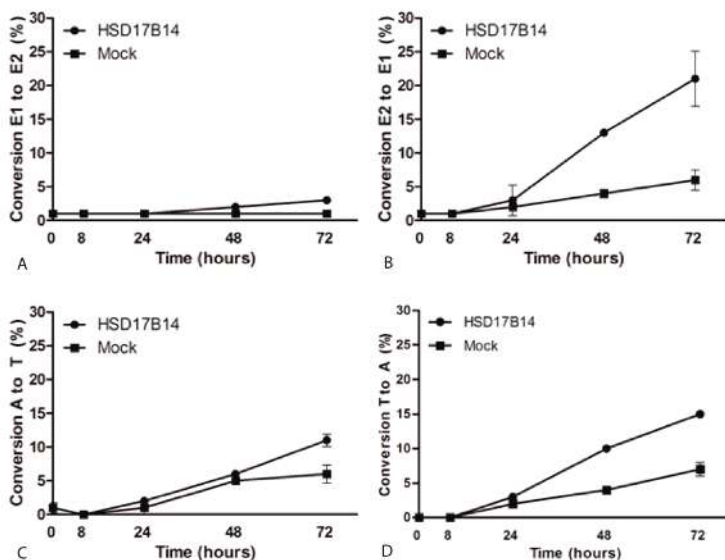 HSD17B14
Mock
Conversion E1 to E2 (%)
30
25
20
15
10
5
0
0 8 24 48 72
Time (hours)
A
HSD17B14
Mock
Conversion E2 to E1 (%)
30
25
20
15
10
5
0
0 8 24 48 72
Time (hours)
B
HSD17B14
Mock
Conversion A to T (%)
30
25
20
15
10
5
0
0 8 24 48 72
Time (hours)
C
HSD17B14
Mock
Conversion T to A (%)
30
25
20
15
10
5
0
0 8 24 48 72
Time (hours)
D